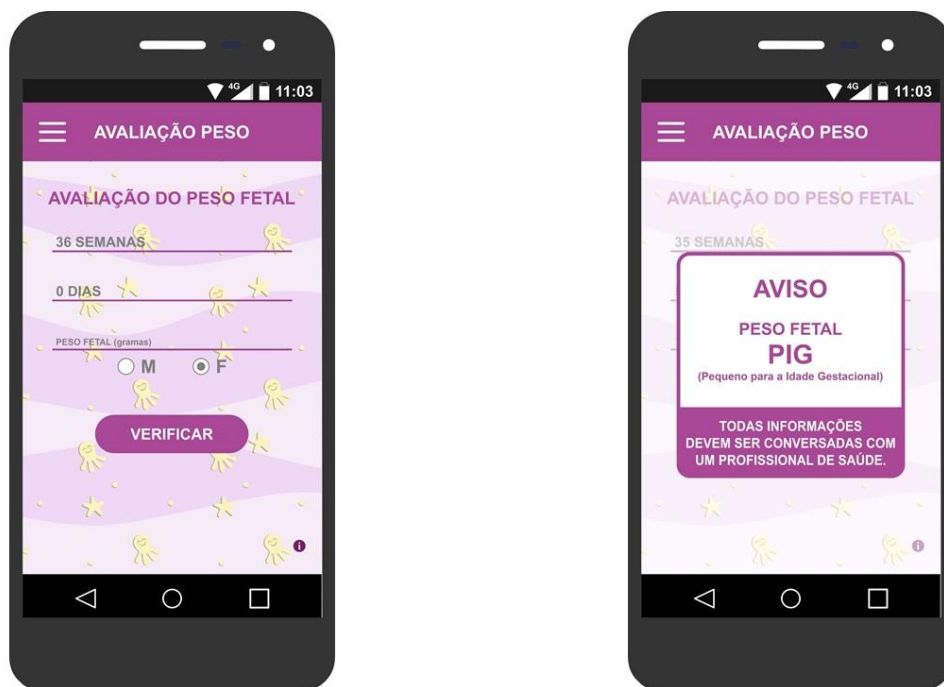 4G 11:03
AVALIAÇÃO PESO
AVALIAÇÃO DO PESO FETAL
36 SEMANAS
0 DIAS
PESO FETAL (gramas)
M F
VERIFICAR
i
4G 11:03
AVALIAÇÃO PESO
AVALIAÇÃO DO PESO FETAL
35 SEMANAS
AVISO
PESO FETAL
PIG
(Pequeno para a Idade Gestacional)
TODAS INFORMAÇÕES
DEVEM SER CONVERSADAS COM
UM PROFISSIONAL DE SAÚDE.
i